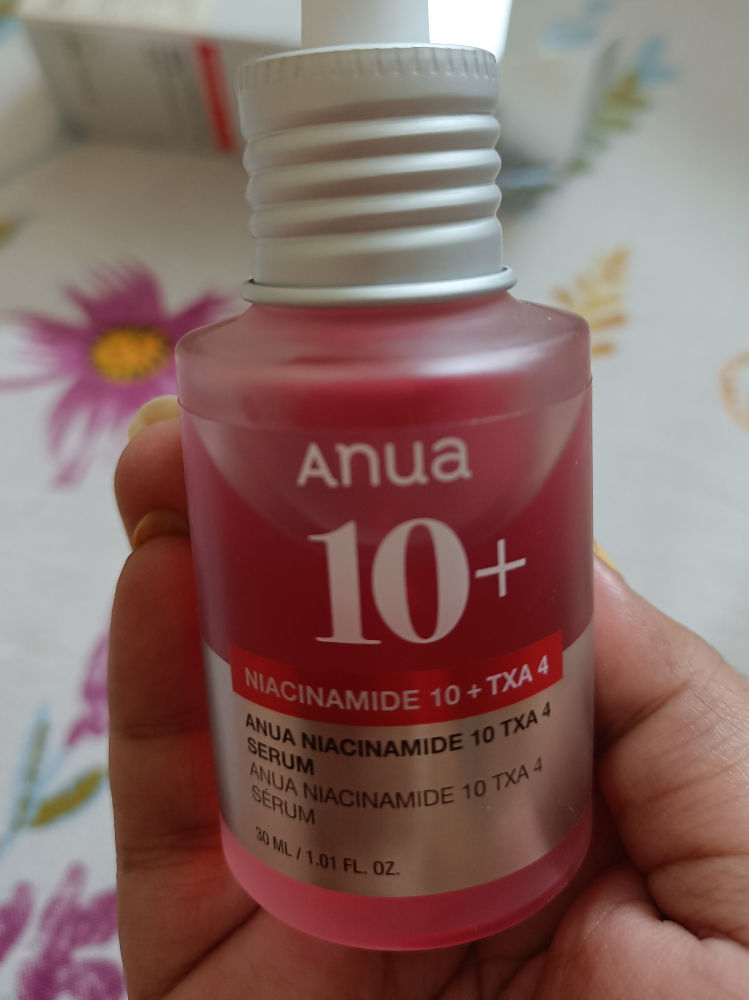 Anua
10+
NIACINAMIDE 10 + TXA 4
ANUA NIACINAMIDE 10 TXA 4
SERUM
ANUA NIACINAMIDE 10 TXA 4
SÉRUM
30 ML / 1.01 FL. OZ.